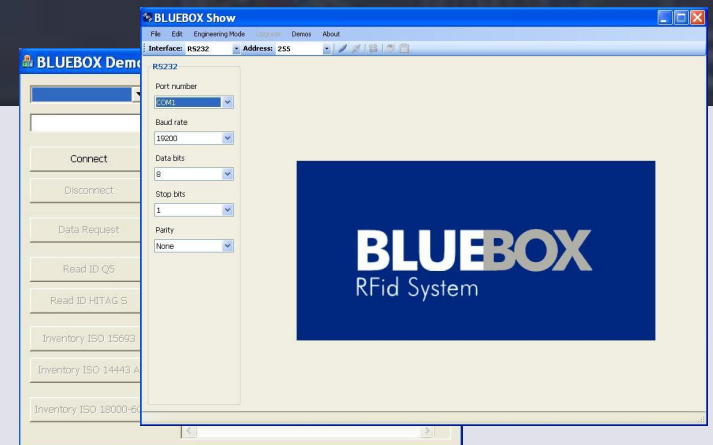 BLUEBOX Show
File Edit Engineering Mode Upgrade Demos About
Interface: RS232 Address: 255
RS232
Port number
COM1
Baud rate
19200
Data bits
8
Stop bits
1
Parity
None
BLUEBOX
RFid System
BLUEBOX Demo
Connect
Disconnect
Data Request
Read ID Q5
Read ID HITAG S
Inventory ISO 15693
Inventory ISO 14443 A
Inventory ISO 18000-6